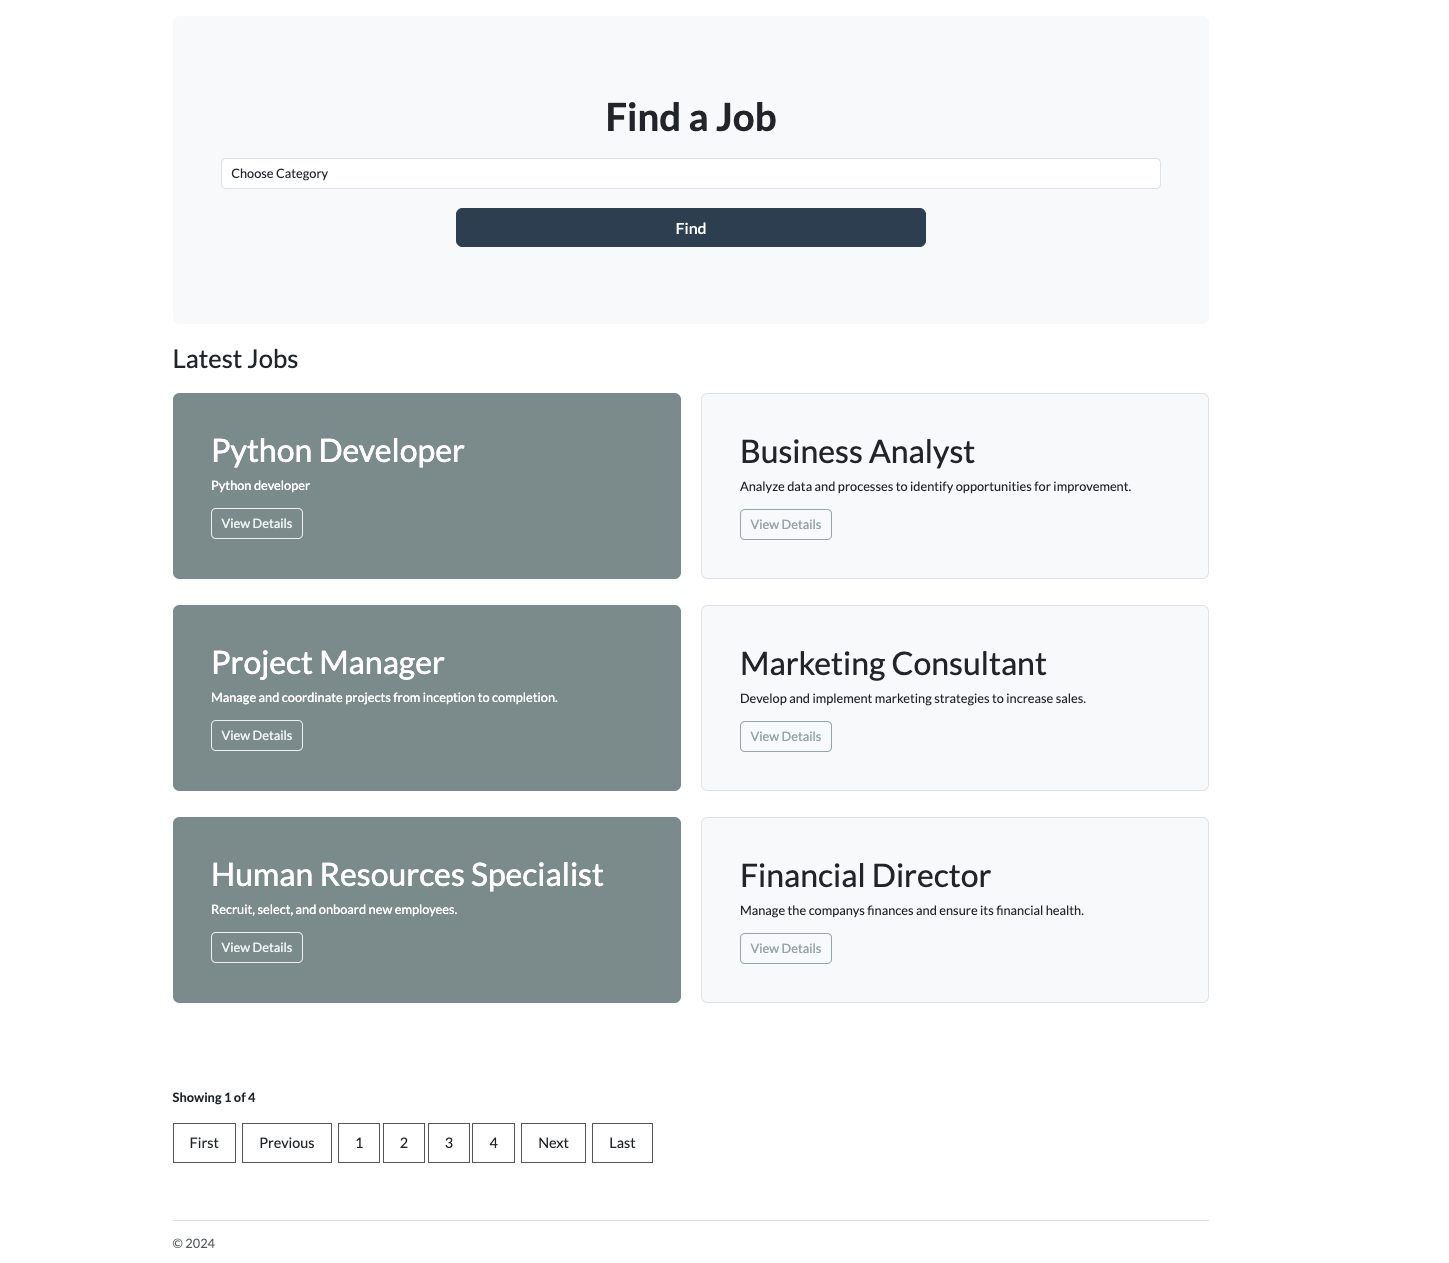 Find a Job
Choose Category
Find
Latest Jobs
Python Developer
Python developer
View Details
Business Analyst
Analyze data and processes to identify opportunities for improvement.
View Details
Project Manager
Manage and coordinate projects from inception to completion.
View Details
Marketing Consultant
Develop and implement marketing strategies to increase sales.
View Details
Human Resources Specialist
Recruit, select, and onboard new employees.
View Details
Financial Director
Manage the companys finances and ensure its financial health.
View Details
Showing 1 of 4
First Previous 1 2 3 4 Next Last
© 2024